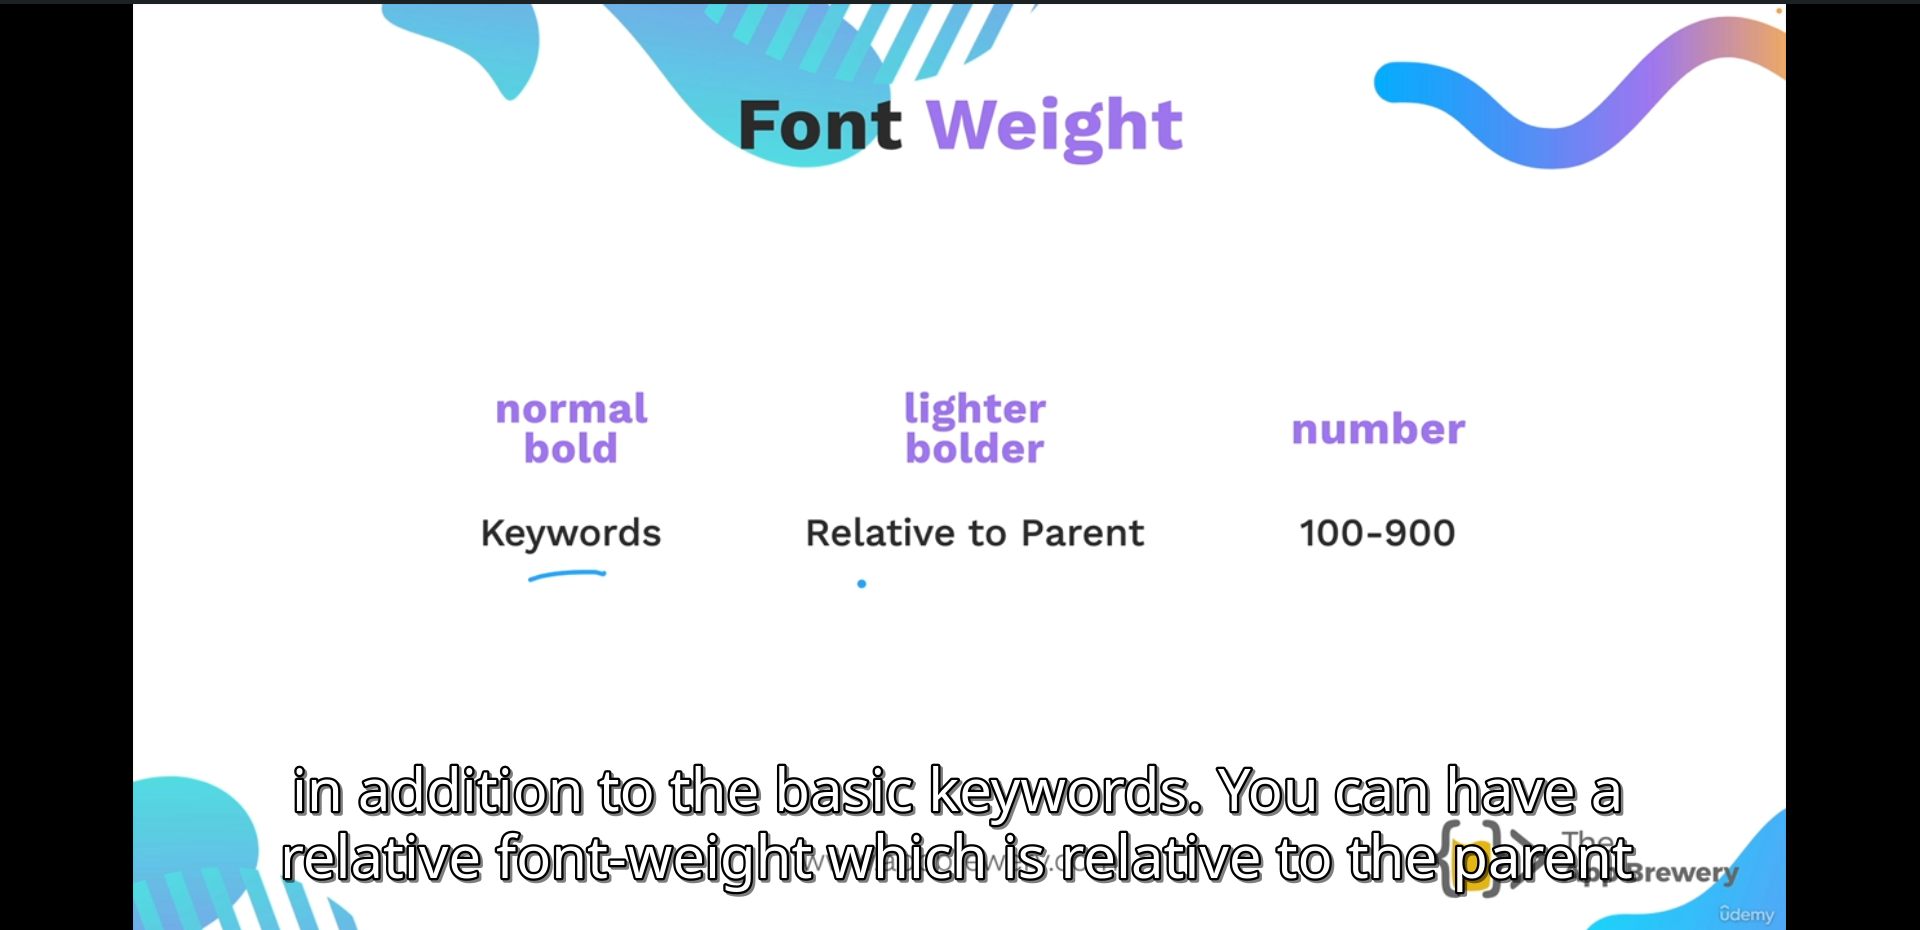 Font Weight
normal
bold
lighter
bolder
number
Keywords
Relative to Parent
100-900
in addition to the basic keywords. You can have a
relative font-weight which is relative to the parent
The
App Brewery
ûdemy